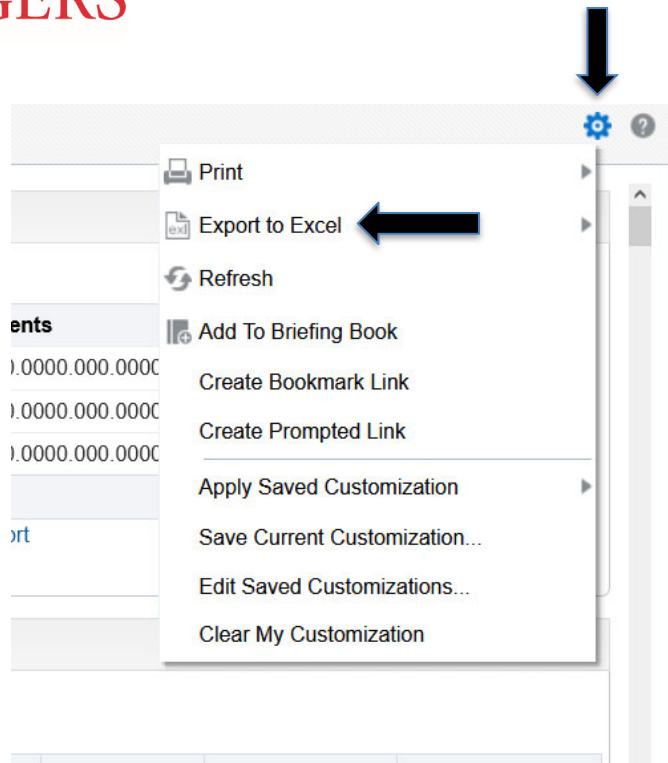 GERS
?
Print
exl Export to Excel
Refresh
ents
Add To Briefing Book
.0000.000.0000
Create Bookmark Link
.0000.000.0000
Create Prompted Link
.0000.000.0000
Apply Saved Customization
ort
Save Current Customization...
Edit Saved Customizations...
Clear My Customization